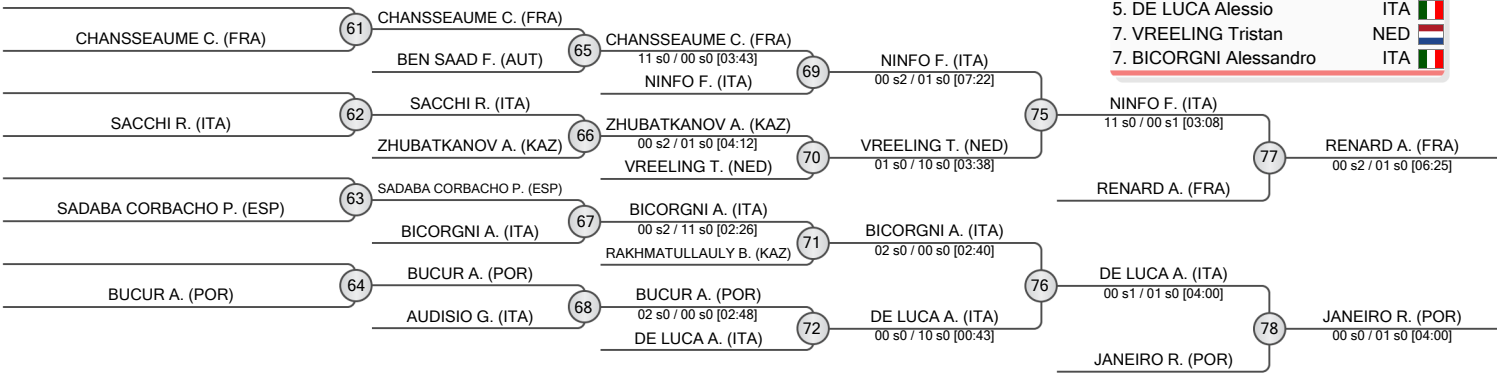 5. DE LUCA Alessio ITA
7. VREELING Tristan NED
7. BICORGNI Alessandro ITA
CHANSSEAUME C. (FRA)
61
CHANSSEAUME C. (FRA)
BEN SAAD F. (AUT)
65
CHANSSEAUME C. (FRA)
11 s0 / 00 s0 [03:43]
NINFO F. (ITA)
69
NINFO F. (ITA)
00 s2 / 01 s0 [07:22]
SACCHI R. (ITA)
62
SACCHI R. (ITA)
ZHUBATKANOV A. (KAZ)
66
ZHUBATKANOV A. (KAZ)
00 s2 / 01 s0 [04:12]
VREELING T. (NED)
70
VREELING T. (NED)
01 s0 / 10 s0 [03:38]
75
NINFO F. (ITA)
11 s0 / 00 s1 [03:08]
RENARD A. (FRA)
77
RENARD A. (FRA)
00 s2 / 01 s0 [06:25]
SADABA CORBACHO P. (ESP)
63
SADABA CORBACHO P. (ESP)
BICORGNI A. (ITA)
67
BICORGNI A. (ITA)
00 s2 / 11 s0 [02:26]
RAKHMATULLAULY B. (KAZ)
71
BICORGNI A. (ITA)
02 s0 / 00 s0 [02:40]
BUCUR A. (POR)
64
BUCUR A. (POR)
AUDISIO G. (ITA)
68
BUCUR A. (POR)
02 s0 / 00 s0 [02:48]
DE LUCA A. (ITA)
72
DE LUCA A. (ITA)
00 s0 / 10 s0 [00:43]
76
DE LUCA A. (ITA)
00 s1 / 01 s0 [04:00]
JANEIRO R. (POR)
78
JANEIRO R. (POR)
00 s0 / 01 s0 [04:00]